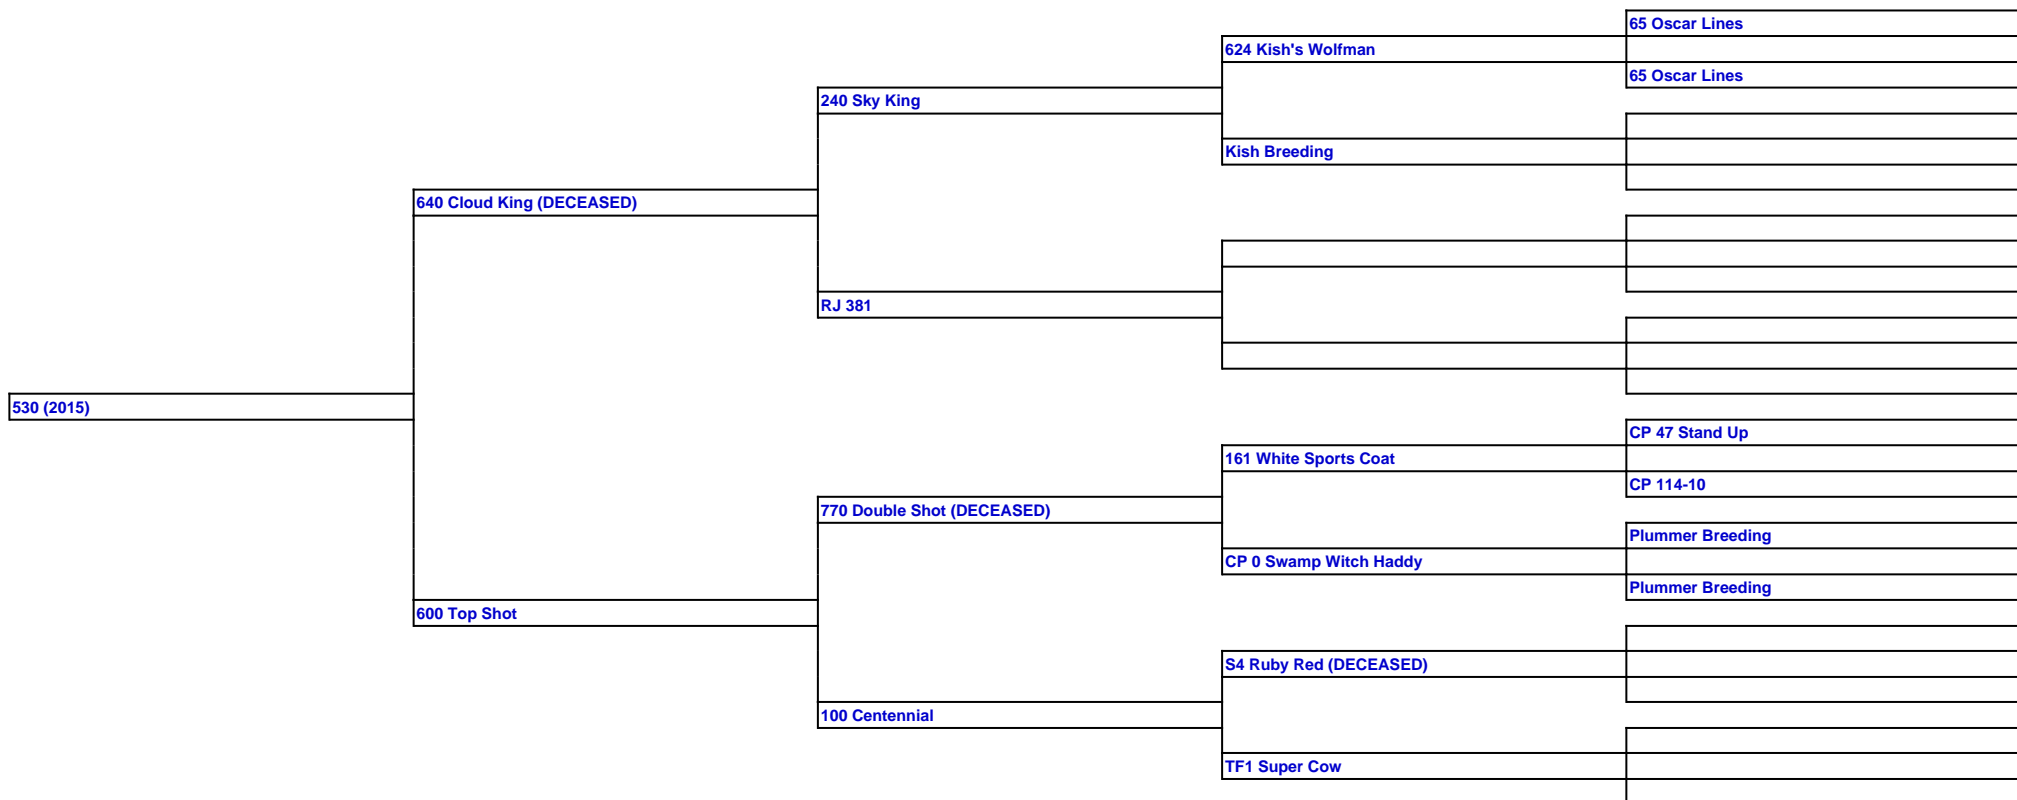 65 Oscar Lines
624 Kish's Wolfman
65 Oscar Lines
240 Sky King
Kish Breeding
640 Cloud King (DECEASED)
RJ 381
530 (2015)
CP 47 Stand Up
161 White Sports Coat
CP 114-10
770 Double Shot (DECEASED)
Plummer Breeding
CP 0 Swamp Witch Haddy
Plummer Breeding
600 Top Shot
S4 Ruby Red (DECEASED)
100 Centennial
TF1 Super Cow